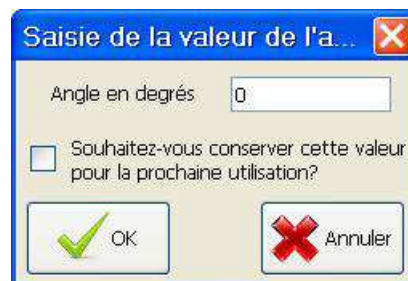 Saisie de la valeur de l'a...
Angle en degrés 0
Souhaitez-vous conserver cette valeur
pour la prochaine utilisation?
OK Annuler